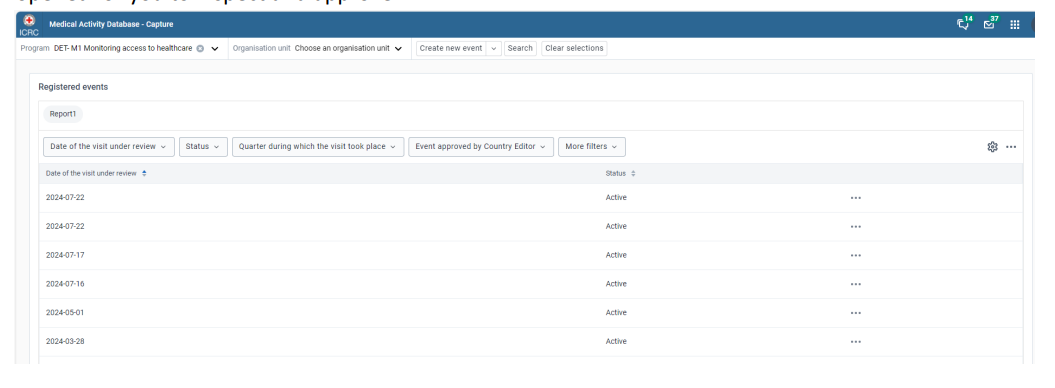 Medical Activity Database - Capture
14
37
ICRC
Program DET- M1 Monitoring access to healthcare Organisation unit Choose an organisation unit Create new event Search Clear selections
Registered events
Report1
Date of the visit under review Status Quarter during which the visit took place Event approved by Country Editor More filters
Date of the visit under review Status
2024-07-22 Active
2024-07-22 Active
2024-07-17 Active
2024-07-16 Active
2024-05-01 Active
2024-03-28 Active